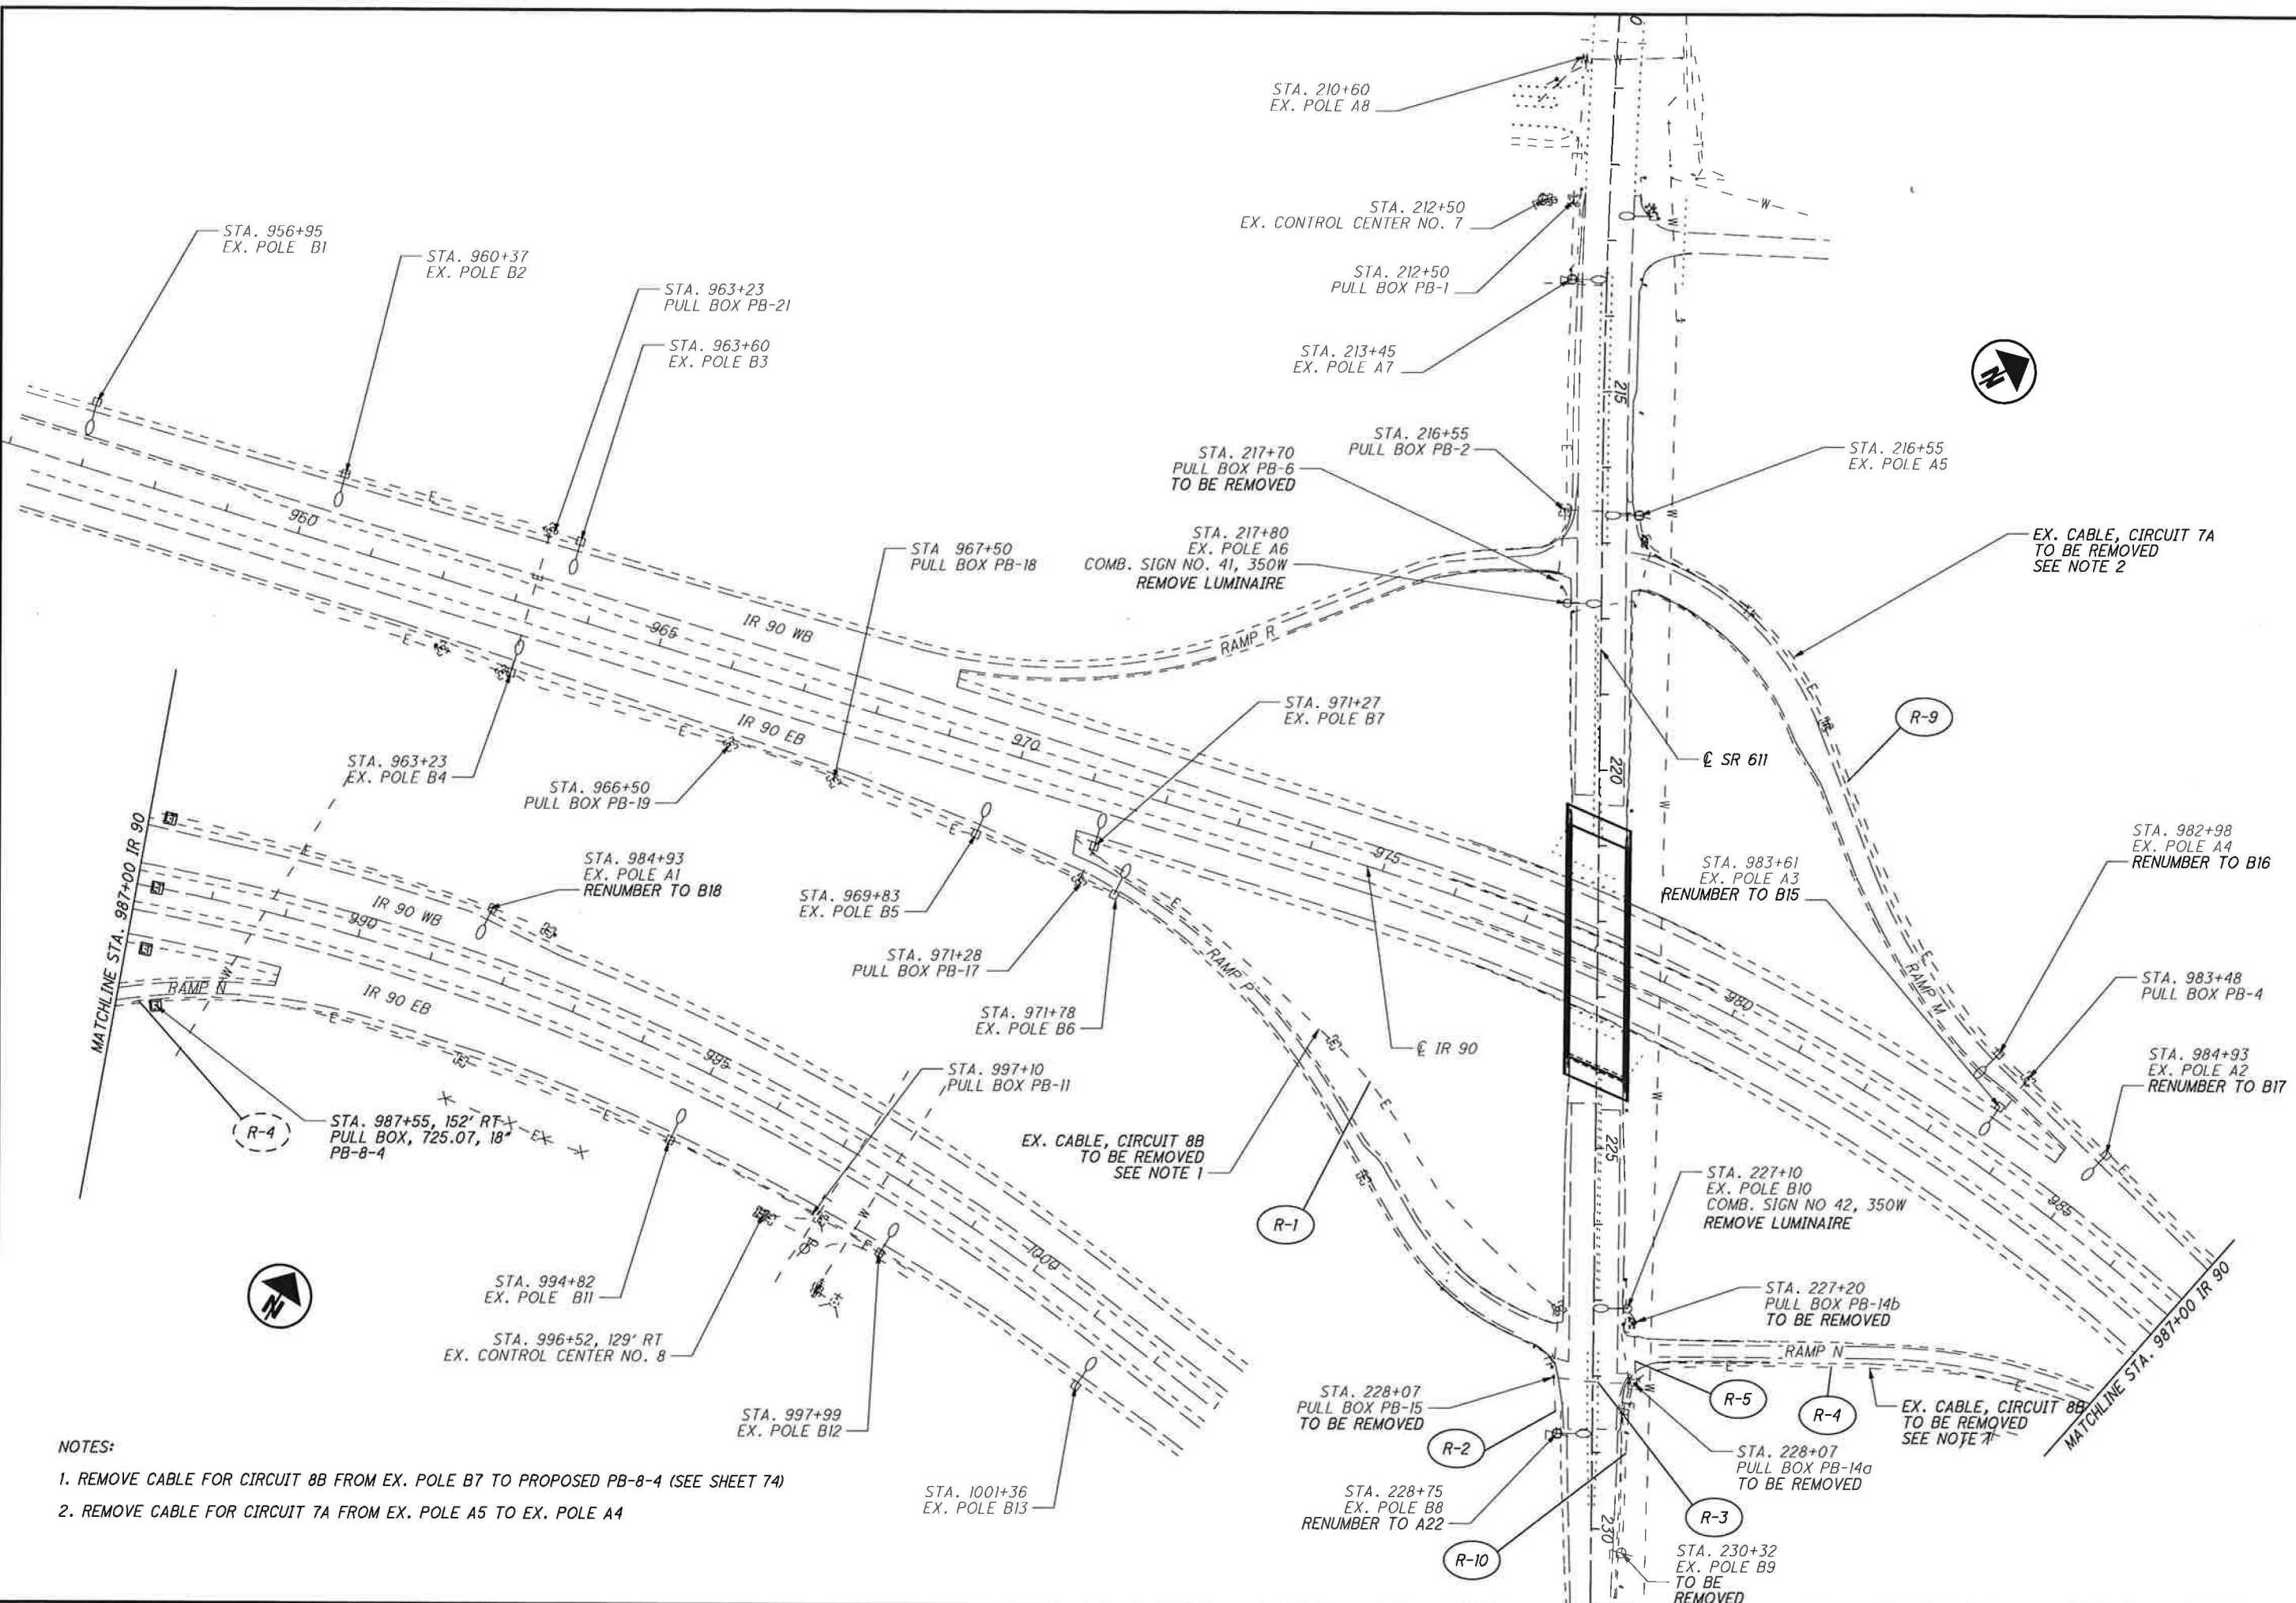 STA. 210+60
EX. POLE A8
STA. 212+50
EX. CONTROL CENTER NO. 7
STA. 212+50
PULL BOX PB-1
STA. 213+45
EX. POLE A7
STA. 956+95
EX. POLE B1
STA. 960+37
EX. POLE B2
STA. 963+23
PULL BOX PB-21
STA. 963+60
EX. POLE B3
STA. 216+55
PULL BOX PB-2
STA. 217+70
PULL BOX PB-6
TO BE REMOVED
STA. 216+55
EX. POLE A5
STA. 217+80
EX. POLE A6
COMB. SIGN NO. 41, 350W
REMOVE LUMINAIRE
EX. CABLE, CIRCUIT 7A
TO BE REMOVED
SEE NOTE 2
STA 967+50
PULL BOX PB-18
215
W
W
W
W
W
W
W
W
E
E
N
960
965
IR 90 WB
RAMP R
IR 90 EB
970
E
E
E
E
STA. 971+27
EX. POLE B7
R-9
℄ SR 611
220
STA. 963+23
EX. POLE B4
STA. 966+50
PULL BOX PB-19
MATCHLINE STA. 987+00 IR 90
STA. 984+93
EX. POLE A1
RENUMBER TO B18
STA. 969+83
EX. POLE B5
STA. 971+28
PULL BOX PB-17
STA. 971+78
EX. POLE B6
975
STA. 983+61
EX. POLE A3
RENUMBER TO B15
STA. 982+98
EX. POLE A4
RENUMBER TO B16
STA. 983+48
PULL BOX PB-4
STA. 984+93
EX. POLE A2
RENUMBER TO B17
RAMP M
980
985
RAMP P
℄ IR 90
IR 90 WB
990
IR 90 EB
RAMP N
995
1000
STA. 997+10
PULL BOX PB-11
R-4
STA. 987+55, 152' RT
PULL BOX, 725.07, 18"
PB-8-4
EX. CABLE, CIRCUIT 8B
TO BE REMOVED
SEE NOTE 1
R-1
225
STA. 227+10
EX. POLE B10
COMB. SIGN NO 42, 350W
REMOVE LUMINAIRE
STA. 227+20
PULL BOX PB-14b
TO BE REMOVED
N
STA. 994+82
EX. POLE B11
STA. 996+52, 129' RT
EX. CONTROL CENTER NO. 8
STA. 997+99
EX. POLE B12
STA. 1001+36
EX. POLE B13
RAMP N
STA. 228+07
PULL BOX PB-15
TO BE REMOVED
R-2
R-5
R-4
EX. CABLE, CIRCUIT 8B
TO BE REMOVED
SEE NOTE 1
MATCHLINE STA. 987+00 IR 90
STA. 228+07
PULL BOX PB-14a
TO BE REMOVED
STA. 228+75
EX. POLE B8
RENUMBER TO A22
R-3
R-10
230
STA. 230+32
EX. POLE B9
TO BE
REMOVED
NOTES:
1. REMOVE CABLE FOR CIRCUIT 8B FROM EX. POLE B7 TO PROPOSED PB-8-4 (SEE SHEET 74)
2. REMOVE CABLE FOR CIRCUIT 7A FROM EX. POLE A5 TO EX. POLE A4